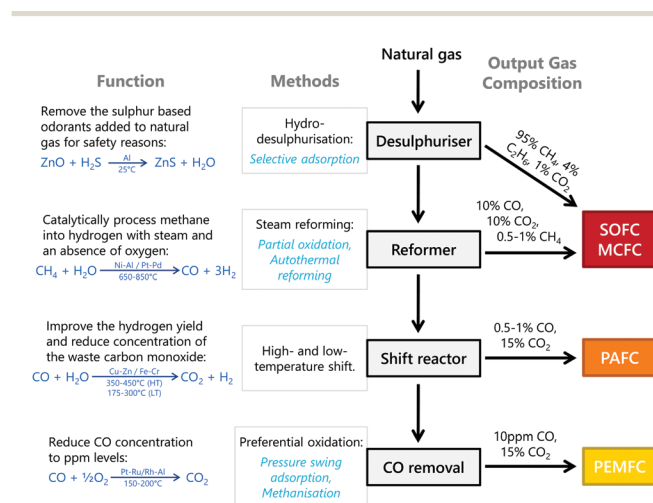 Natural gas
Function
Methods
Output Gas
Composition
Remove the sulphur based
odorants added to natural
gas for safety reasons:
ZnO + H₂S —Al→ ZnS + H₂O
25°C
Hydro-
desulphurisation:
Selective adsorption
Desulphuriser
95% CH₄, 4%
C₂H₆, 1% CO₂
Catalytically process methane
into hydrogen with steam and
an absence of oxygen:
CH₄ + H₂O —Ni-Al / Pt-Pd→ CO + 3H₂
650-850°C
Steam reforming:
Partial oxidation,
Autothermal
reforming
Reformer
10% CO,
10% CO₂,
0.5-1% CH₄
SOFC
MCFC
Improve the hydrogen yield
and reduce concentration of
the waste carbon monoxide:
CO + H₂O —Cu-Zn / Fe-Cr→ CO₂ + H₂
350-450°C (HT)
175-300°C (LT)
High- and low-
temperature shift.
Shift reactor
0.5-1% CO,
15% CO₂
PAFC
Reduce CO concentration
to ppm levels:
CO + ½O₂ —Pt-Ru/Rh-Al→ CO₂
150-200°C
Preferential oxidation:
Pressure swing
adsorption,
Methanisation
CO removal
10ppm CO,
15% CO₂
PEMFC